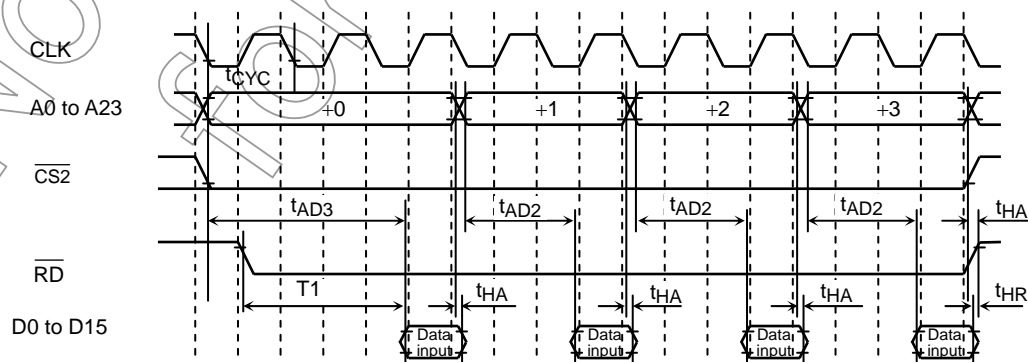 CLK
tCYC
A0 to A23
+0
+1
+2
+3
CS2
tAD3
tAD2
tAD2
tAD2
tHA
RD
T1
tHA
tHA
tHA
tHR
D0 to D15
Data input
Data input
Data input
Data input